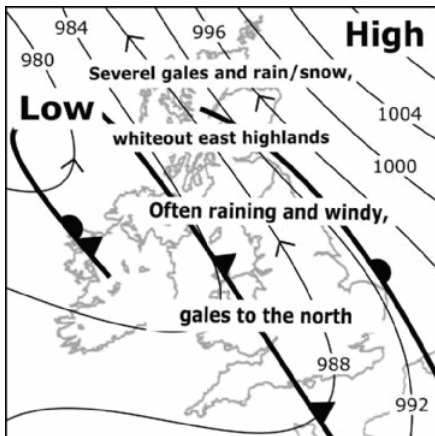 984
996
High
980
Severel gales and rain/snow,
Low
1004
whiteout east highlands
1000
Often raining and windy,
gales to the north
988
992